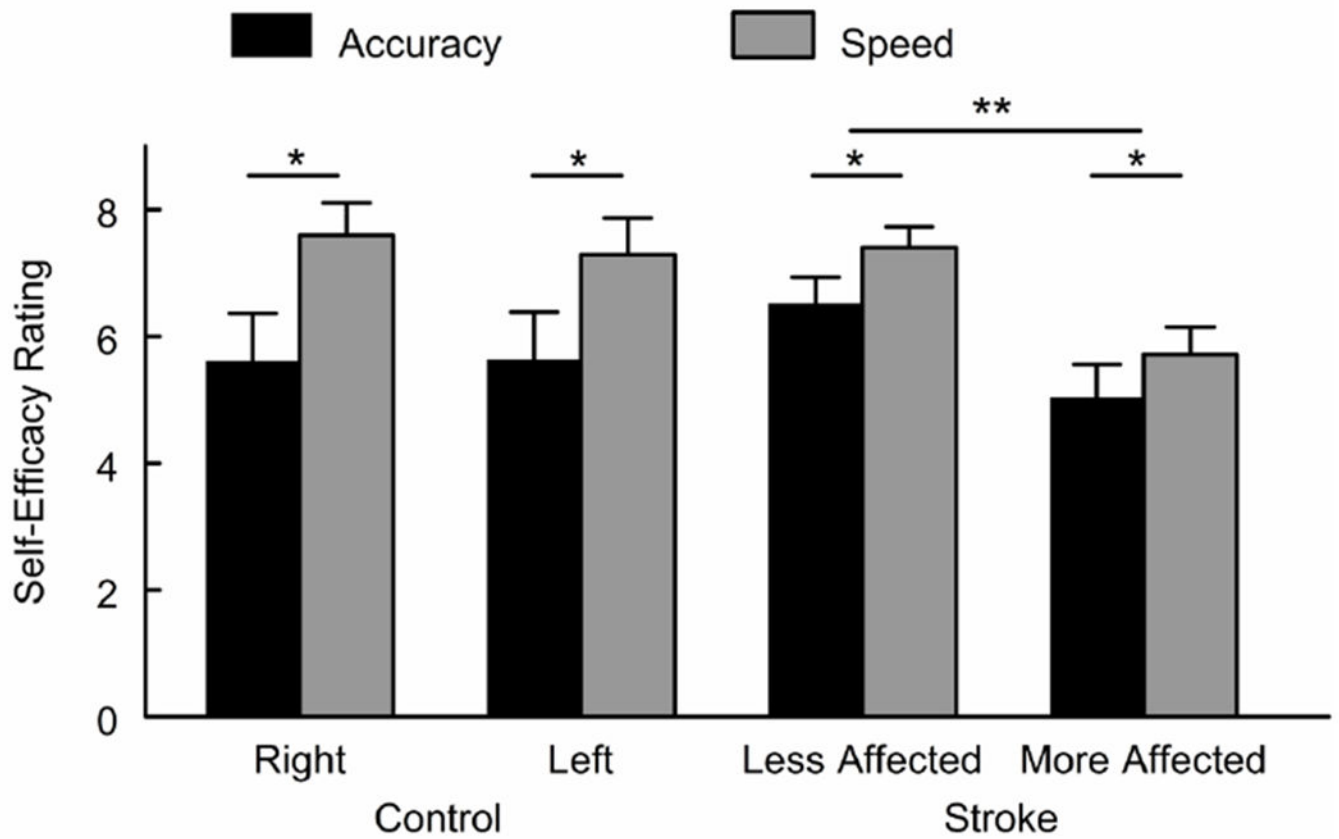 Accuracy Speed
**
* * * *
8
6
4
2
0
Self-Efficacy Rating
Right Left Less Affected More Affected
Control Stroke